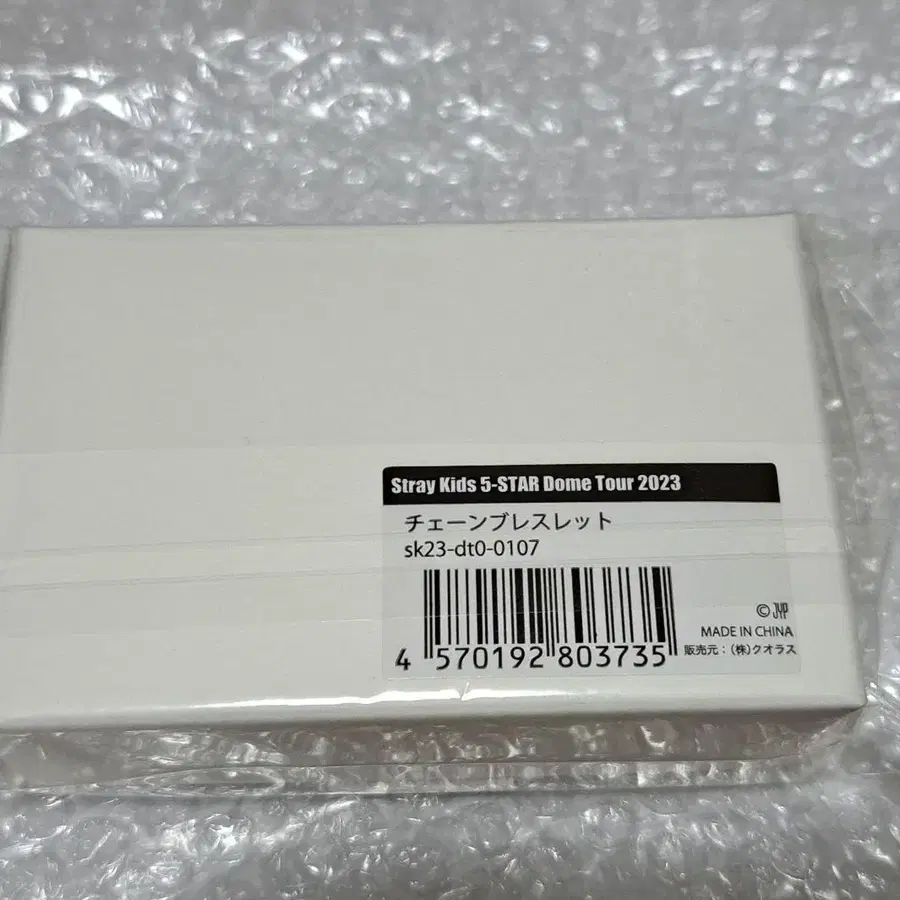 Stray Kids 5-STAR Dome Tour 2023
チェーンブレスレット
sk23-dt0-0107
© JYP
MADE IN CHINA
4 570192 803735
販売元：(株)クオラス